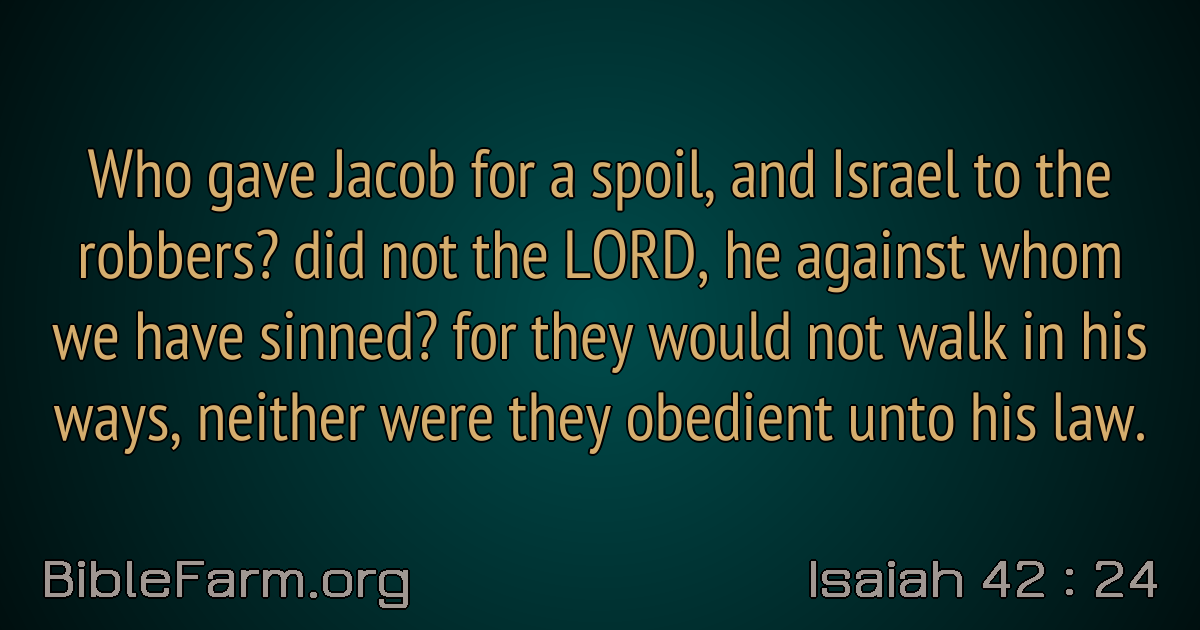 Who gave Jacob for a spoil, and Israel to the
robbers? did not the LORD, he against whom
we have sinned? for they would not walk in his
ways, neither were they obedient unto his law.
BibleFarm.org
Isaiah 42 : 24